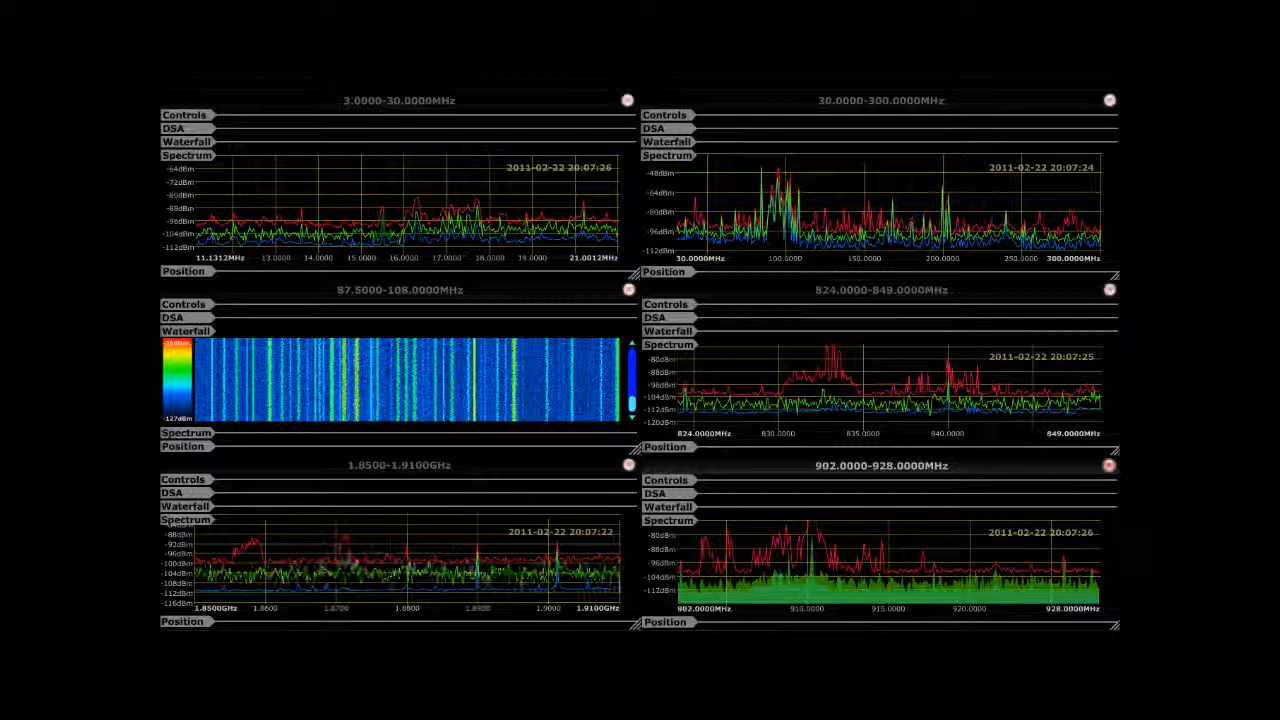 3.0000-30.0000MHz
Controls
DSA
Waterfall
Spectrum
2011-02-22 20:07:26
-64dBm
-72dBm
-80dBm
-88dBm
-96dBm
-104dBm
-112dBm
11.1312MHz 13.0000 14.0000 15.0000 16.0000 17.0000 18.0000 19.0000 21.0012MHz
Position
30.0000-300.0000MHz
Controls
DSA
Waterfall
Spectrum
2011-02-22 20:07:24
-48dBm
-64dBm
-80dBm
-96dBm
-112dBm
30.0000MHz 100.0000 150.0000 200.0000 250.0000 300.0000MHz
Position
87.5000-108.0000MHz
Controls
DSA
Waterfall
-127dBm
Spectrum
Position
824.0000-849.0000MHz
Controls
DSA
Waterfall
Spectrum
2011-02-22 20:07:25
-80dBm
-88dBm
-96dBm
-104dBm
-112dBm
-120dBm
824.0000MHz 830.0000 835.0000 840.0000 849.0000MHz
Position
1.8500-1.9100GHz
Controls
DSA
Waterfall
Spectrum
2011-02-22 20:07:22
-88dBm
-92dBm
-96dBm
-100dBm
-104dBm
-108dBm
-112dBm
-116dBm
1.8500GHz 1.8600 1.8700 1.8800 1.8900 1.9000 1.9100GHz
Position
902.0000-928.0000MHz
Controls
DSA
Waterfall
Spectrum
2011-02-22 20:07:26
-80dBm
-88dBm
-96dBm
-104dBm
-112dBm
902.0000MHz 910.0000 915.0000 920.0000 928.0000MHz
Position